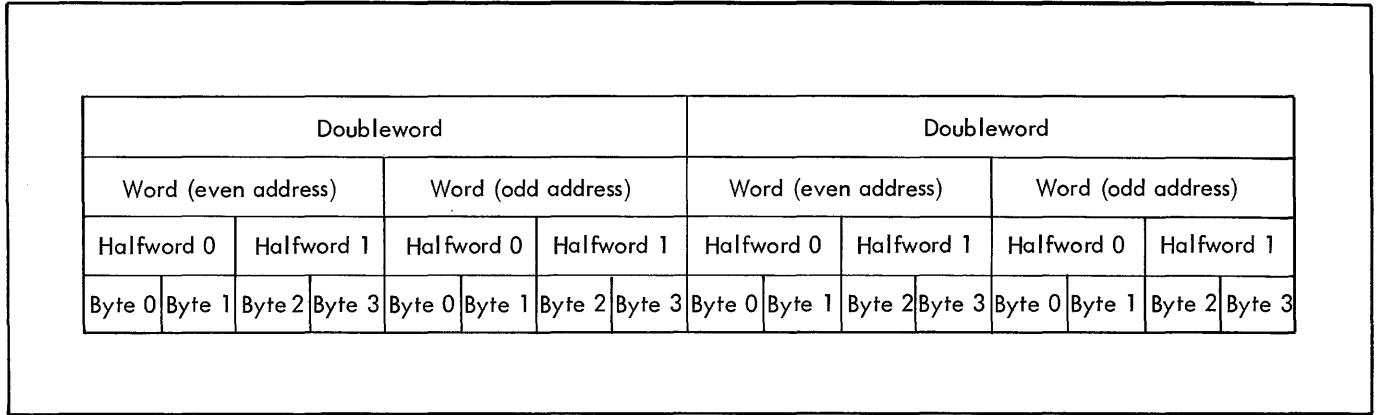 Doubleword Doubleword
Word (even address) Word (odd address) Word (even address) Word (odd address)
Halfword 0 Halfword 1 Halfword 0 Halfword 1 Halfword 0 Halfword 1 Halfword 0 Halfword 1
Byte 0 Byte 1 Byte 2 Byte 3 Byte 0 Byte 1 Byte 2 Byte 3 Byte 0 Byte 1 Byte 2 Byte 3 Byte 0 Byte 1 Byte 2 Byte 3